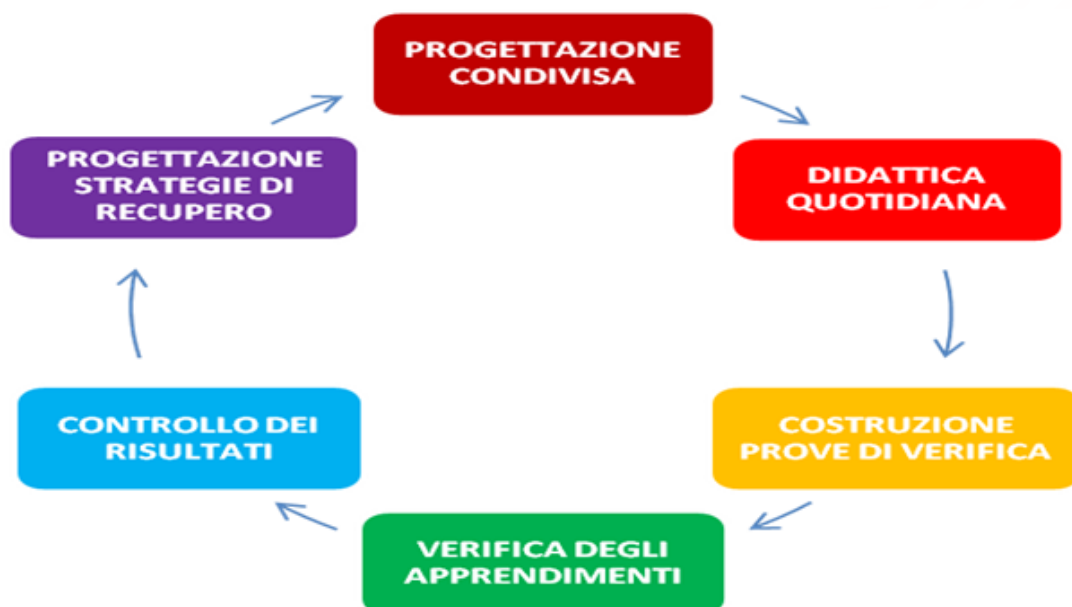 PROGETTAZIONE
CONDIVISA
DIDATTICA
QUOTIDIANA
COSTRUZIONE
PROVE DI VERIFICA
VERIFICA DEGLI
APPRENDIMENTI
CONTROLLO DEI
RISULTATI
PROGETTAZIONE
STRATEGIE DI
RECUPERO